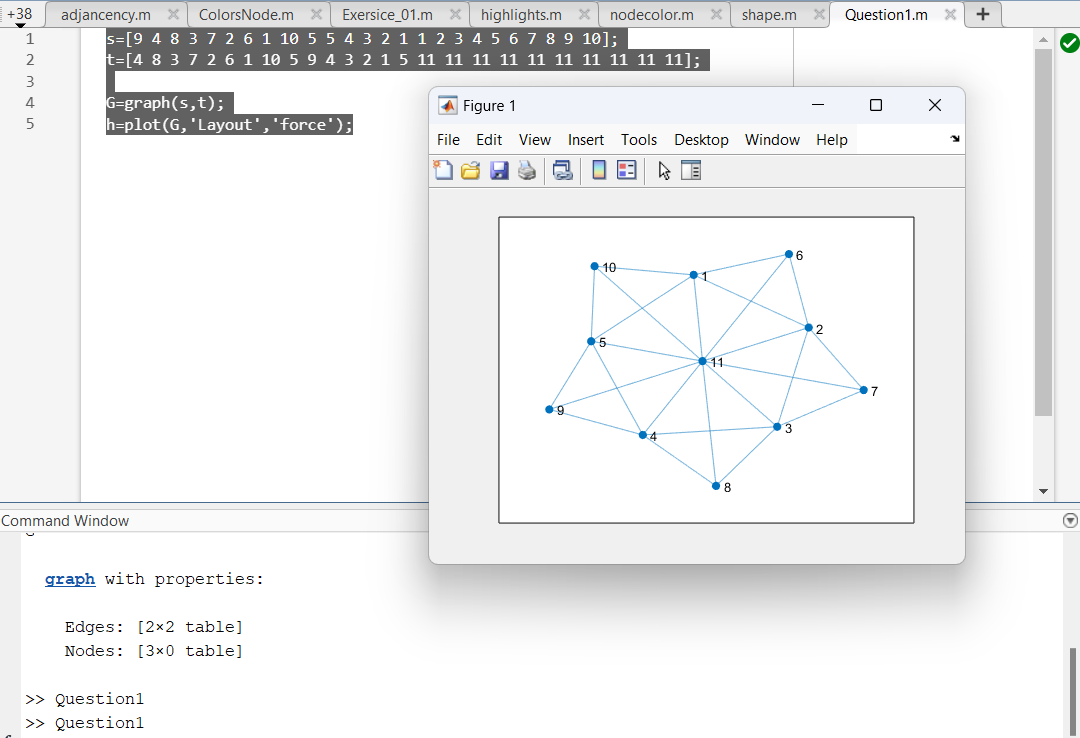 +38 adjancency.m ColorsNode.m Exersice_01.m highlights.m nodecolor.m shape.m Question1.m +
1 s=[9 4 8 3 7 2 6 1 10 5 5 4 3 2 1 1 2 3 4 5 6 7 8 9 10];
2 t=[4 8 3 7 2 6 1 10 5 9 4 3 2 1 5 11 11 11 11 11 11 11 11 11 11];
3
4 G=graph(s,t);
5 h=plot(G,'Layout','force');
Figure 1
File Edit View Insert Tools Desktop Window Help
6
10
1
2
5
11
7
9
3
4
8
Command Window
graph with properties:
Edges: [2×2 table]
Nodes: [3×0 table]
>> Question1
>> Question1